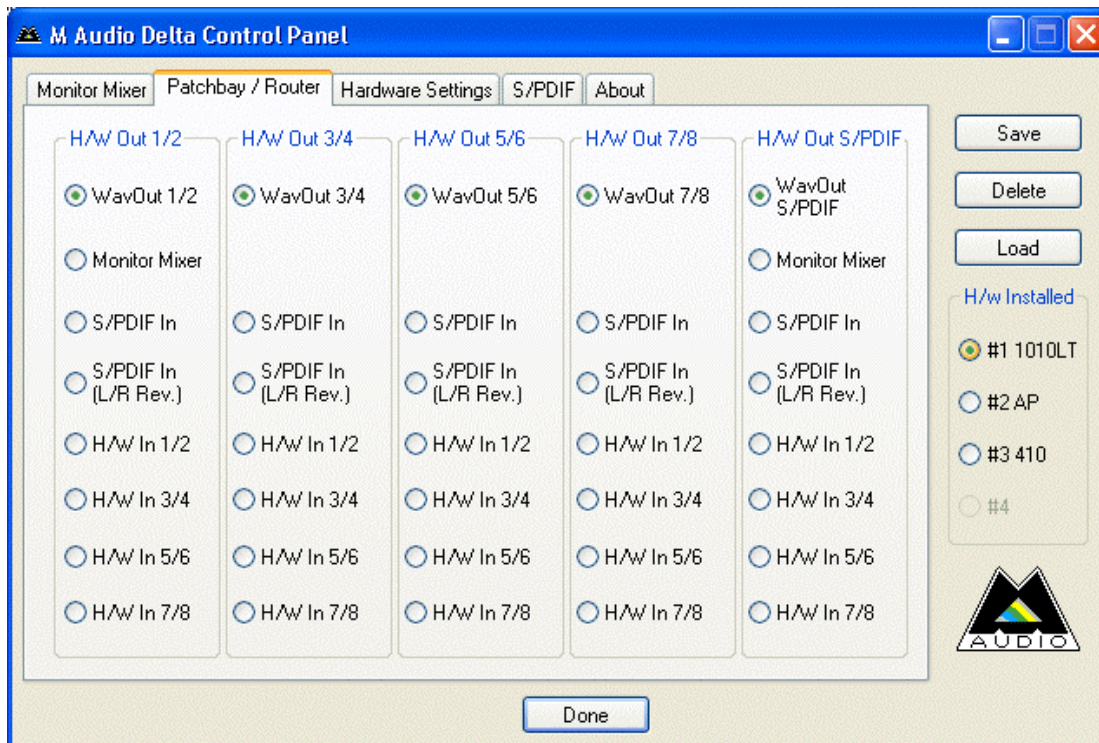 M Audio Delta Control Panel
Monitor Mixer
Patchbay / Router
Hardware Settings
S/PDIF
About
H/W Out 1/2
WavOut 1/2
Monitor Mixer
S/PDIF In
S/PDIF In
(L/R Rev.)
H/W In 1/2
H/W In 3/4
H/W In 5/6
H/W In 7/8
H/W Out 3/4
WavOut 3/4
S/PDIF In
S/PDIF In
(L/R Rev.)
H/W In 1/2
H/W In 3/4
H/W In 5/6
H/W In 7/8
H/W Out 5/6
WavOut 5/6
S/PDIF In
S/PDIF In
(L/R Rev.)
H/W In 1/2
H/W In 3/4
H/W In 5/6
H/W In 7/8
H/W Out 7/8
WavOut 7/8
S/PDIF In
S/PDIF In
(L/R Rev.)
H/W In 1/2
H/W In 3/4
H/W In 5/6
H/W In 7/8
H/W Out S/PDIF
WavOut
S/PDIF
Monitor Mixer
S/PDIF In
S/PDIF In
(L/R Rev.)
H/W In 1/2
H/W In 3/4
H/W In 5/6
H/W In 7/8
Save
Delete
Load
H/w Installed
#1 1010LT
#2 AP
#3 410
#4
M
AUDIO
Done